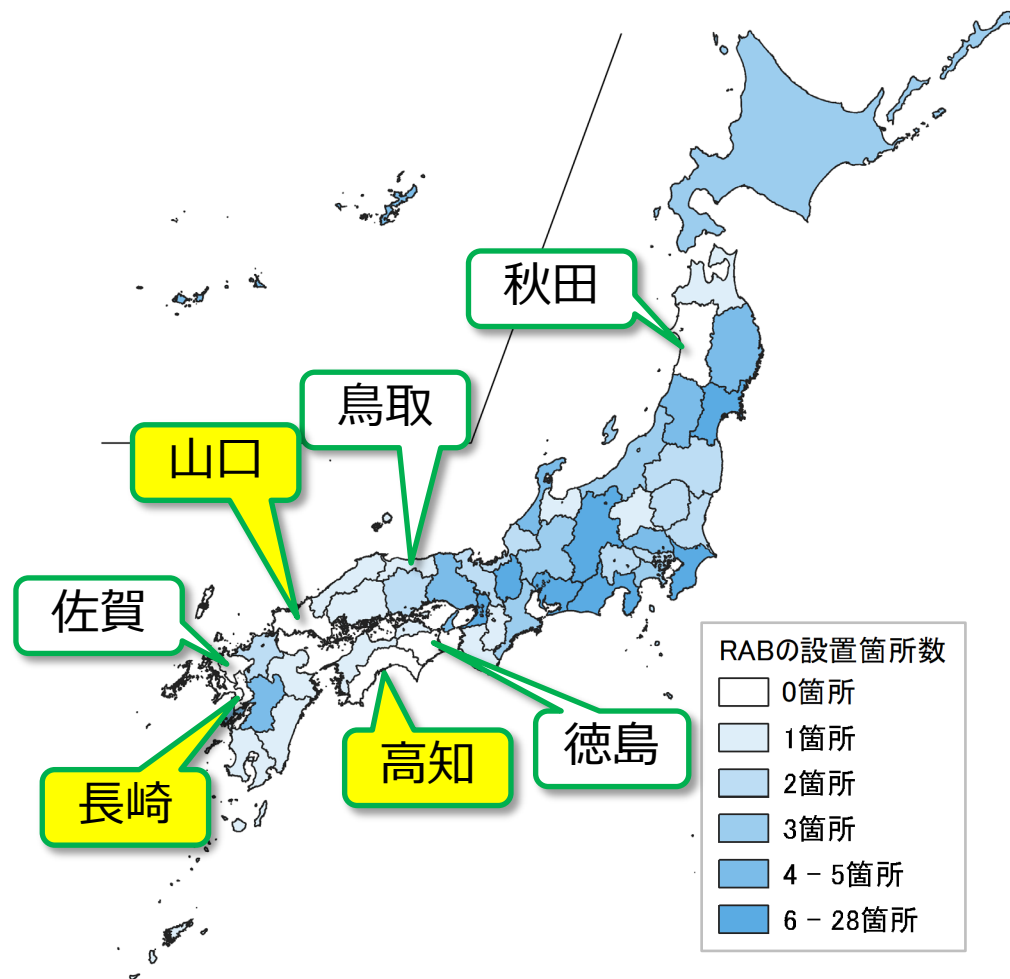 秋田
鳥取
山口
佐賀
長崎
高知
徳島
RABの設置箇所数
0箇所
1箇所
2箇所
3箇所
4 - 5箇所
6 - 28箇所